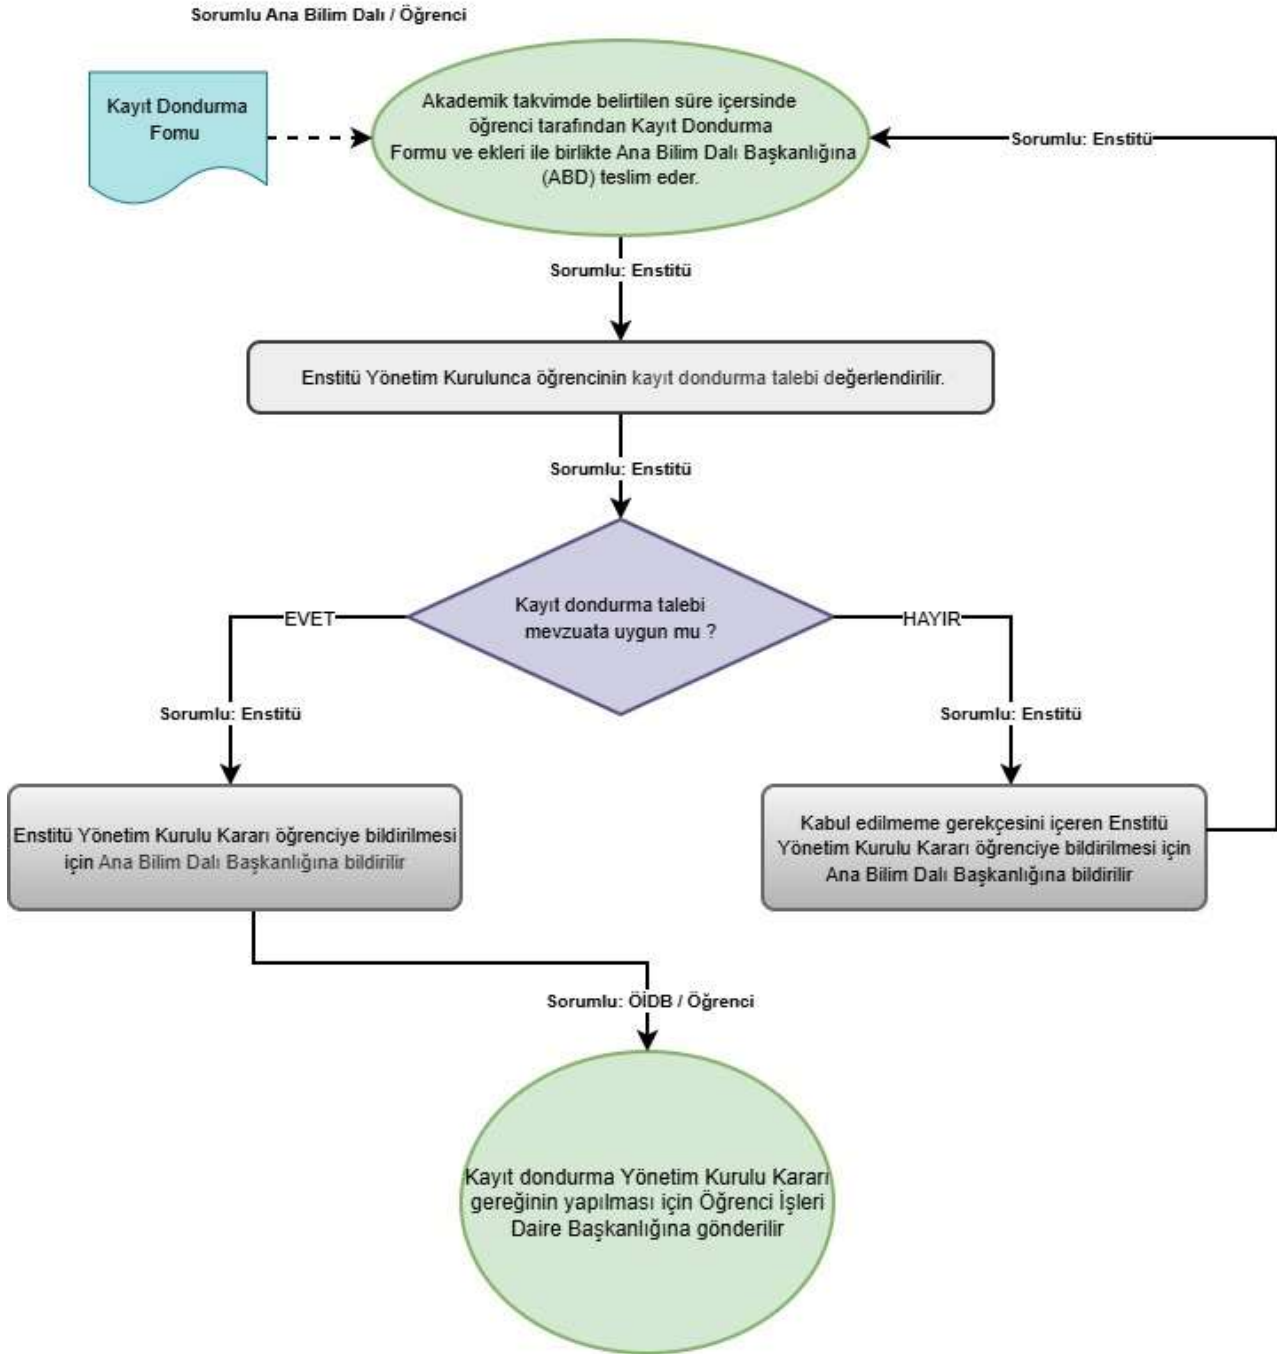 Sorumlu Ana Bilim Dalı / Öğrenci
Kayıt Dondurma
Fomu
Akademik takvimde belirtilen süre içersinde
öğrenci tarafından Kayıt Dondurma
Formu ve ekleri ile birlikte Ana Bilim Dalı Başkanlığına
(ABD) teslim eder.
Sorumlu: Enstitü
Sorumlu: Enstitü
Enstitü Yönetim Kurulunca öğrencinin kayıt dondurma talebi değerlendirilir.
Sorumlu: Enstitü
Kayıt dondurma talebi
mevzuata uygun mu ?
EVET
HAYIR
Sorumlu: Enstitü
Sorumlu: Enstitü
Enstitü Yönetim Kurulu Kararı öğrenciye bildirilmesi
için Ana Bilim Dalı Başkanlığına bildirilir
Kabul edilmeme gerekçesini içeren Enstitü
Yönetim Kurulu Kararı öğrenciye bildirilmesi için
Ana Bilim Dalı Başkanlığına bildirilir
Sorumlu: ÖİDB / Öğrenci
Kayıt dondurma Yönetim Kurulu Kararı
gereğinin yapılması için Öğrenci İşleri
Daire Başkanlığına gönderilir